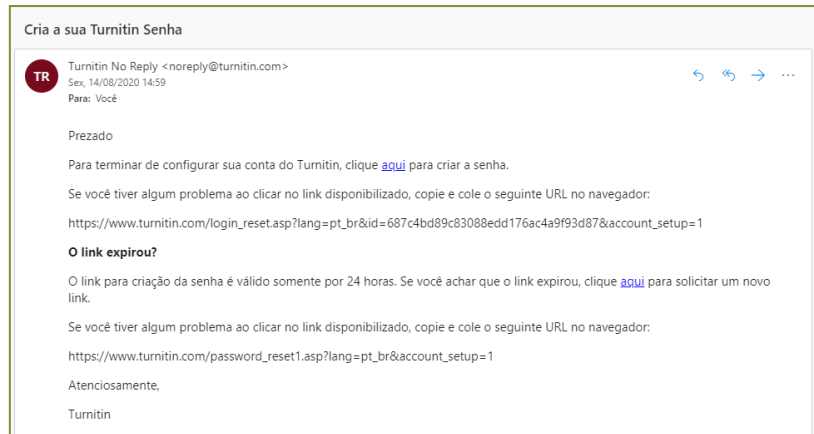 Cria a sua Turnitin Senha
TR
Turnitin No Reply <noreply@turnitin.com>
Sex, 14/08/2020 14:59
Para: Você
Prezado
Para terminar de configurar sua conta do Turnitin, clique aqui para criar a senha.
Se você tiver algum problema ao clicar no link disponibilizado, copie e cole o seguinte URL no navegador:
https://www.turnitin.com/login_reset.asp?lang=pt_br&id=687c4bd89c83088edd176ac4a9f93d87&account_setup=1
O link expirou?
O link para criação da senha é válido somente por 24 horas. Se você achar que o link expirou, clique aqui para solicitar um novo
link.
Se você tiver algum problema ao clicar no link disponibilizado, copie e cole o seguinte URL no navegador:
https://www.turnitin.com/password_reset1.asp?lang=pt_br&account_setup=1
Atenciosamente,
Turnitin